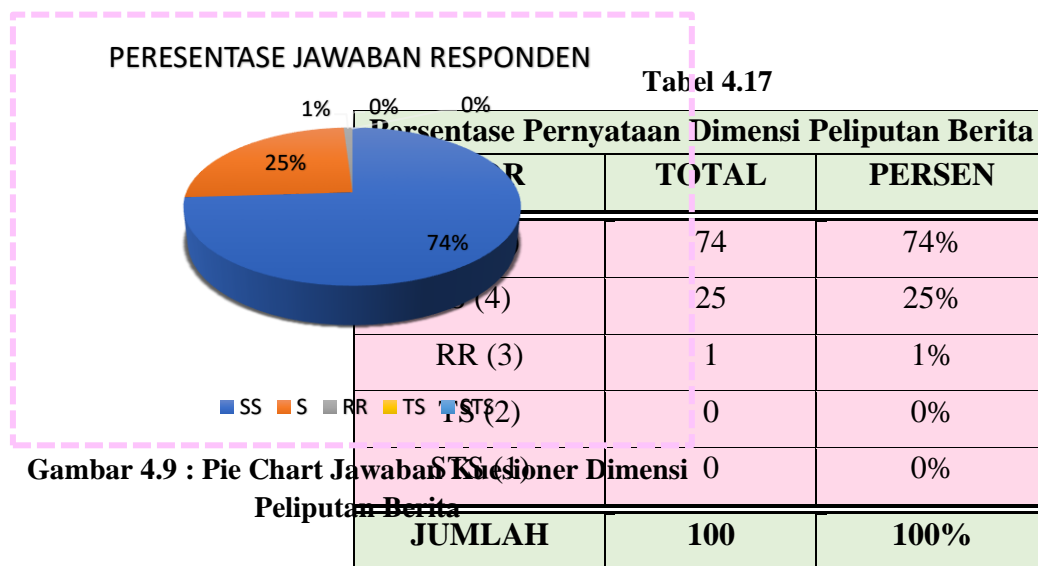 PERESENTASE JAWABAN RESPONDEN
1% 0% 0%
25%
74%
SS S RR TS STS
Gambar 4.9 : Pie Chart Jawaban Kuesioner Dimensi
Peliputan Berita
Tabel 4.17
Persentase Pernyataan Dimensi Peliputan Berita
TOTAL PERSEN
74 74%
(4) 25 25%
RR (3) 1 1%
TS (2) 0 0%
STS (1) 0 0%
JUMLAH 100 100%